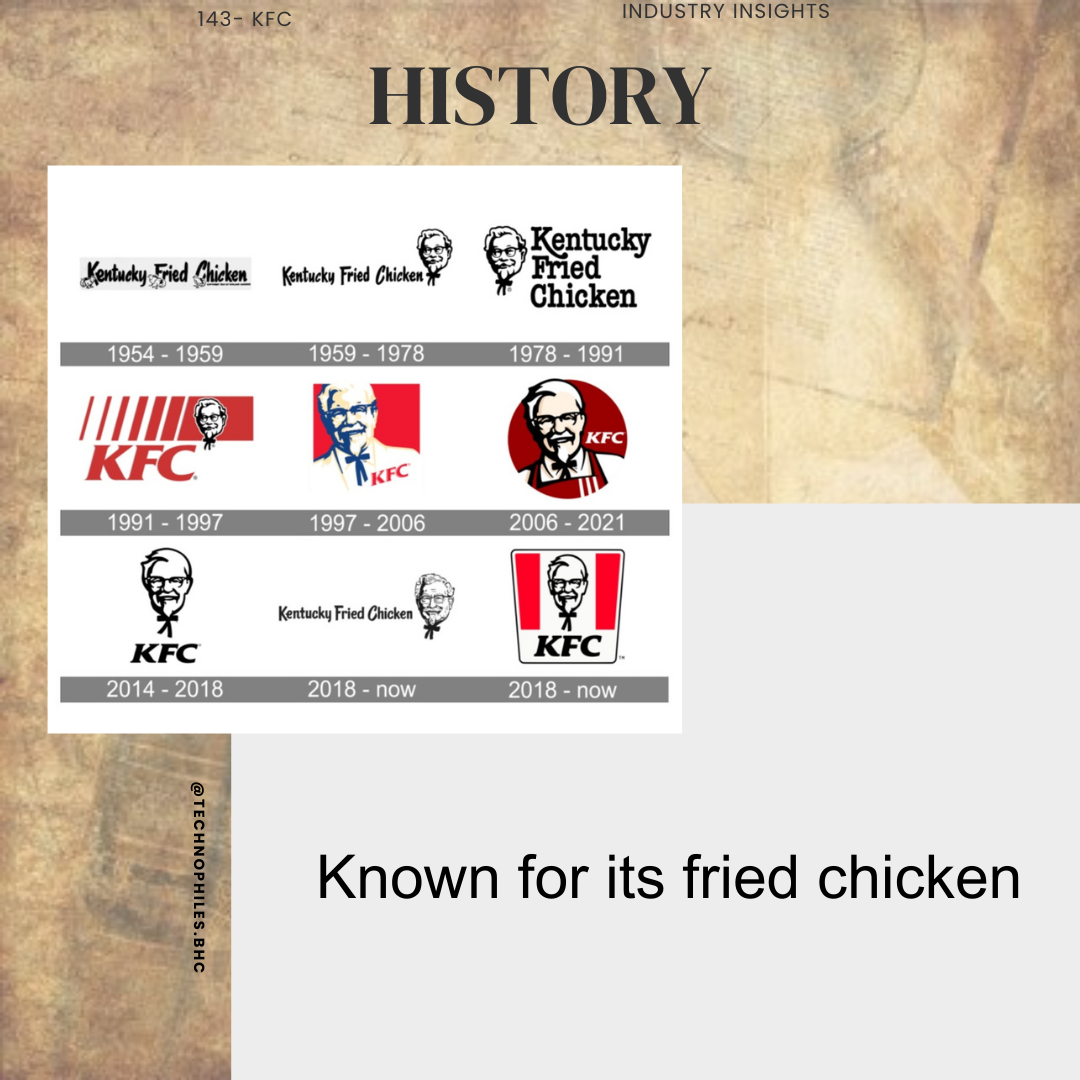 143- KFC
INDUSTRY INSIGHTS
HISTORY
Kentucky Fried Chicken
Kentucky Fried Chicken
Kentucky
Fried
Chicken
1954 - 1959
1959 - 1978
1978 - 1991
KFC
KFC
KFC
1991 - 1997
1997 - 2006
2006 - 2021
KFC
Kentucky Fried Chicken
KFC
TM
2014 - 2018
2018 - now
2018 - now
@TECHNOPHILES.BHC
Known for its fried chicken